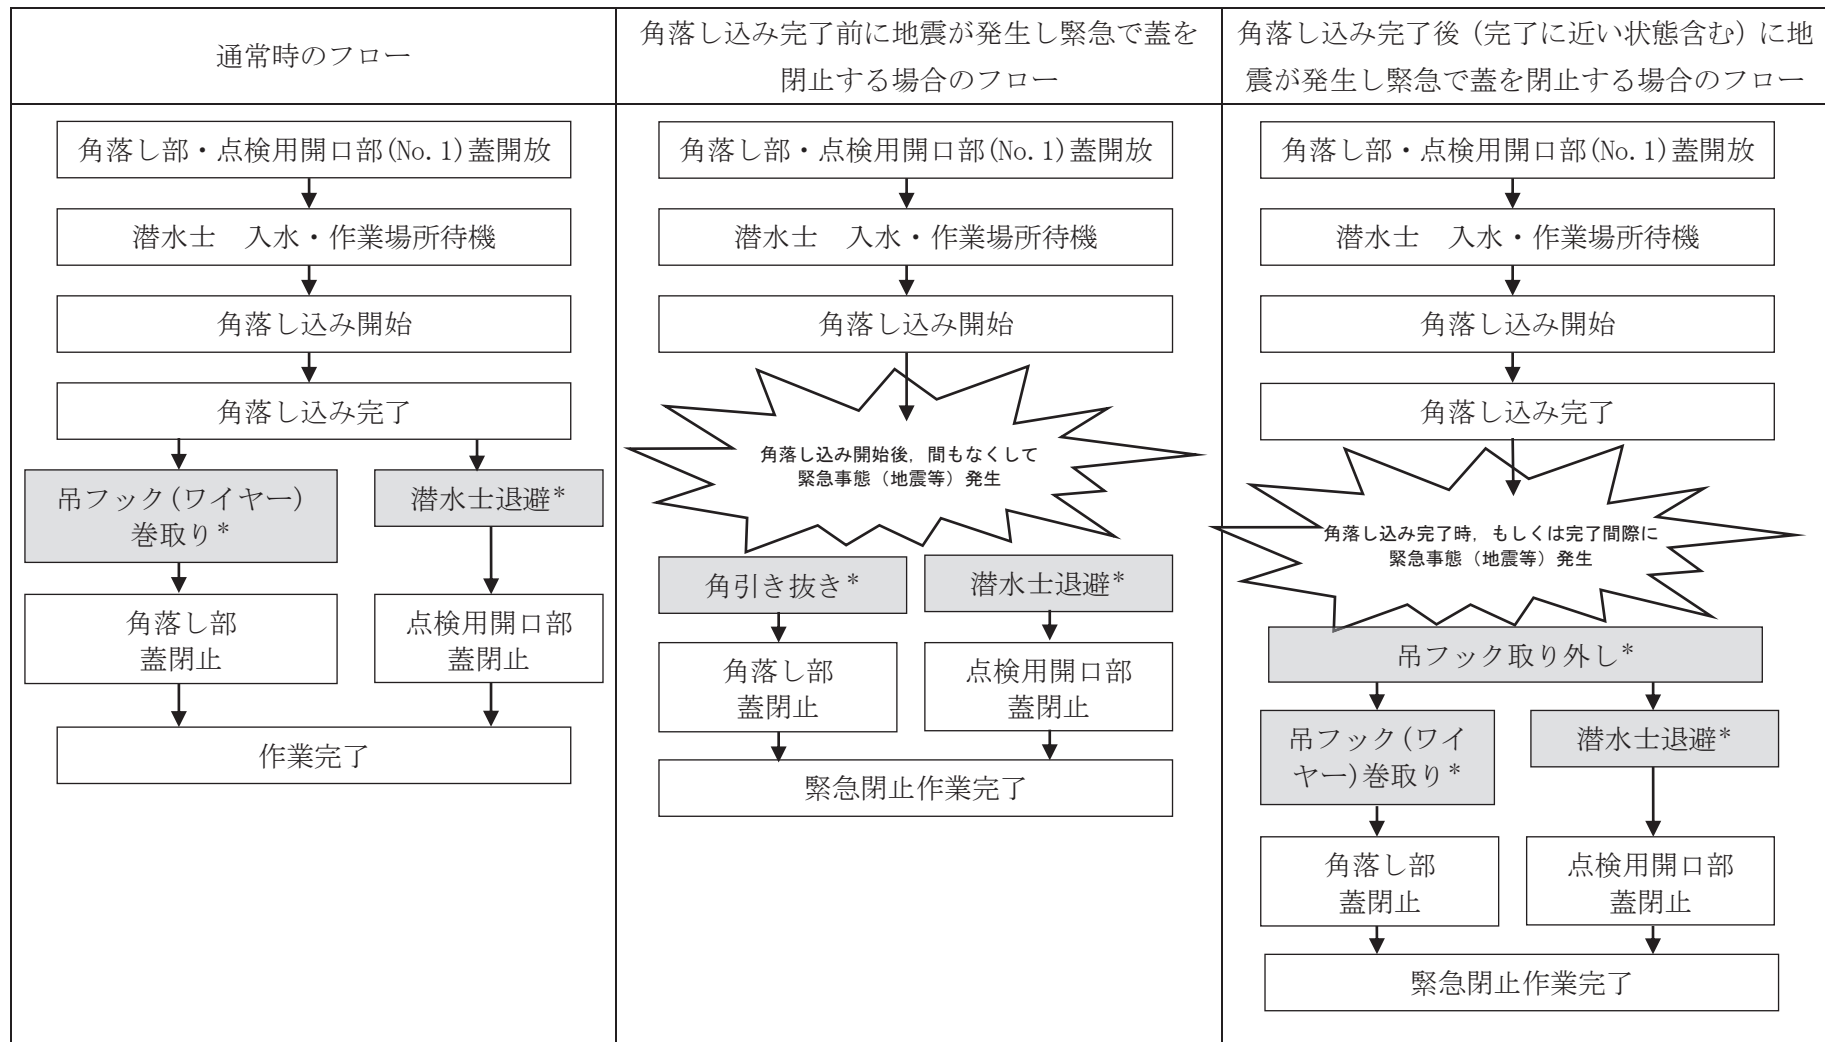 通常時のフロー
角落し込み完了前に地震が発生し緊急で蓋を
閉止する場合のフロー
角落し込み完了後（完了に近い状態含む）に地
震が発生し緊急で蓋を閉止する場合のフロー
角落し部・点検用開口部(No.1)蓋開放
潜水士　入水・作業場所待機
角落し込み開始
角落し込み完了
吊フック(ワイヤー)
巻取り*
潜水士退避*
角落し部
蓋閉止
点検用開口部
蓋閉止
作業完了
角落し部・点検用開口部(No.1)蓋開放
潜水士　入水・作業場所待機
角落し込み開始
角落し込み開始後，間もなくして
緊急事態（地震等）発生
角引き抜き*
潜水士退避*
角落し部
蓋閉止
点検用開口部
蓋閉止
緊急閉止作業完了
角落し部・点検用開口部(No.1)蓋開放
潜水士　入水・作業場所待機
角落し込み開始
角落し込み完了
角落し込み完了時，もしくは完了間際に
緊急事態（地震等）発生
吊フック取り外し*
吊フック(ワイ
ヤー)巻取り*
潜水士退避*
角落し部
蓋閉止
点検用開口部
蓋閉止
緊急閉止作業完了